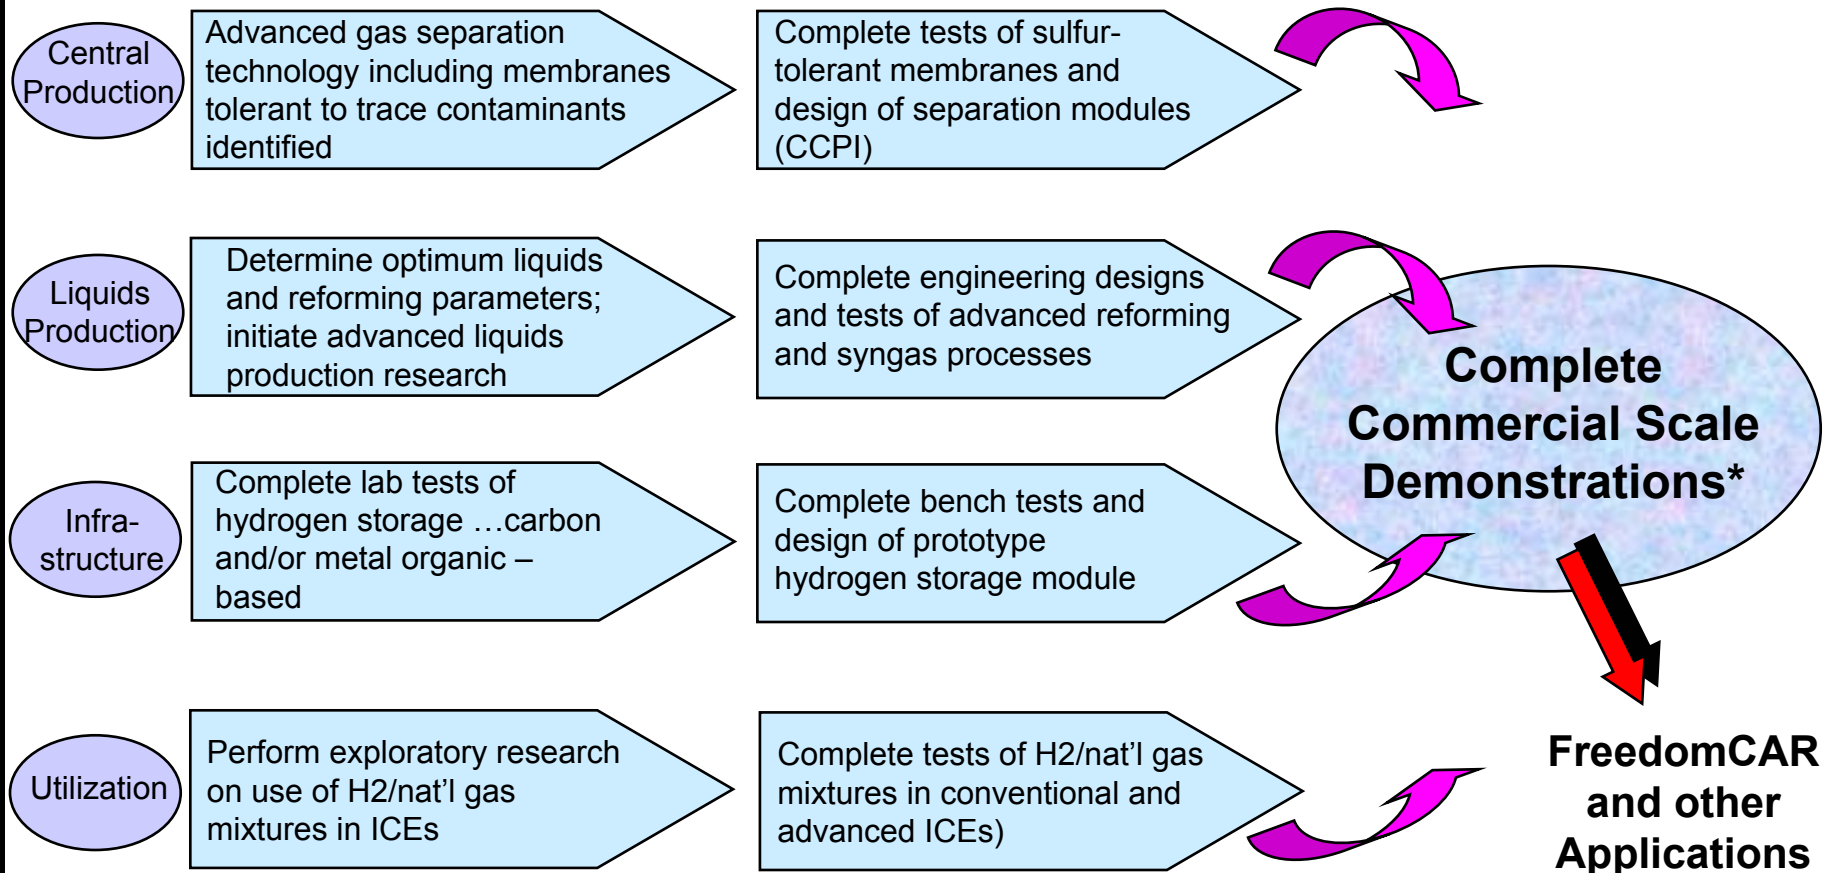 Central
Production
Advanced gas separation
technology including membranes
tolerant to trace contaminants
identified
Complete tests of sulfur-
tolerant membranes and
design of separation modules
(CCPI)
Liquids
Production
Determine optimum liquids
and reforming parameters;
initiate advanced liquids
production research
Complete engineering designs
and tests of advanced reforming
and syngas processes
Complete
Commercial Scale
Demonstrations*
Infra-
structure
Complete lab tests of
hydrogen storage …carbon
and/or metal organic –
based
Complete bench tests and
design of prototype
hydrogen storage module
Utilization
Perform exploratory research
on use of H2/nat’l gas
mixtures in ICEs
Complete tests of H2/nat’l gas
mixtures in conventional and
advanced ICEs)
FreedomCAR
and other
Applications